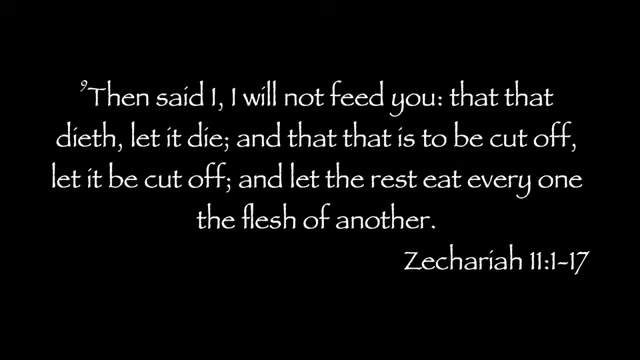 ⁹Then said I, I will not feed you: that that
dieth, let it die; and that that is to be cut off,
let it be cut off; and let the rest eat every one
the flesh of another.
Zechariah 11:1-17